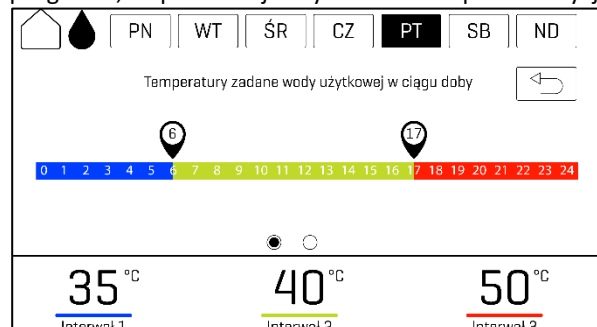 PN WT ŚR CZ PT SB ND
Temperatury zadane wody użytkowej w ciągu doby
6 17
0 1 2 3 4 5 6 7 8 9 10 11 12 13 14 15 16 17 18 19 20 21 22 23 24
35°C 40°C 50°C
Interwał 1 Interwał 2 Interwał 3